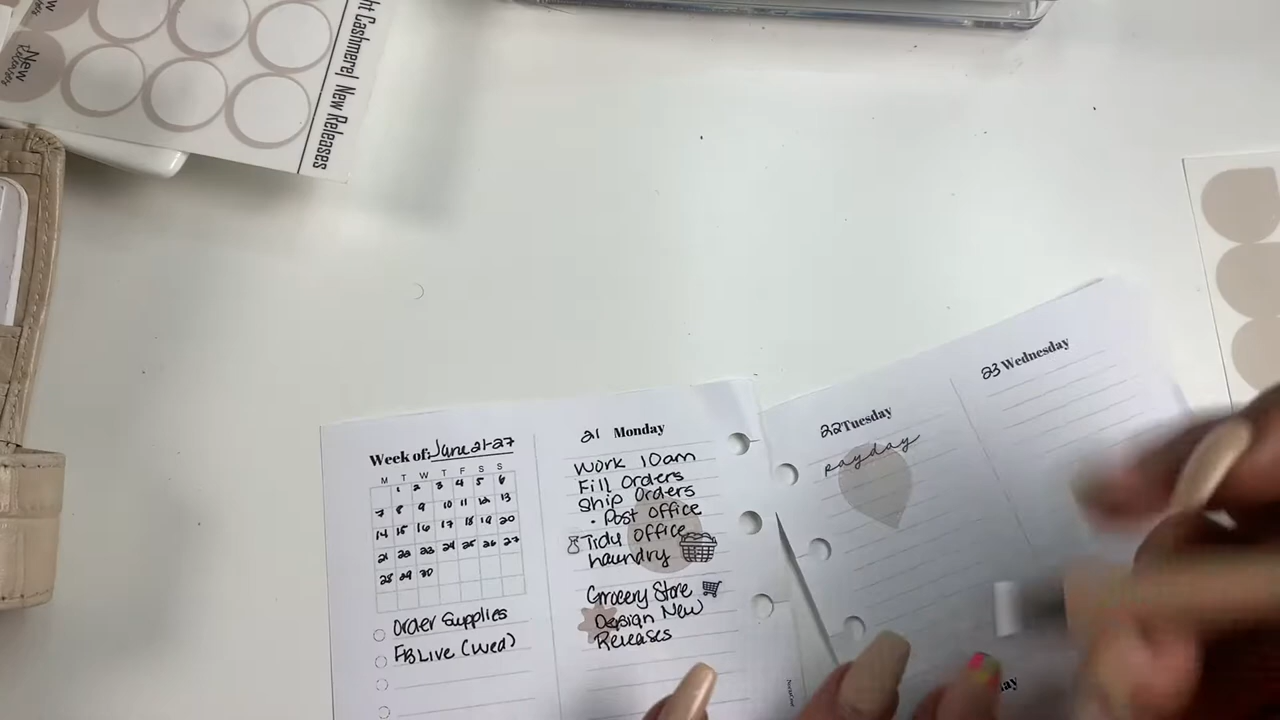 ht Cashmere| New Releases
New
Week of: June 21-27
M T W T F S S
1 2 3 4 5 6
7 8 9 10 11 12 13
14 15 16 17 18 19 20
21 22 23 24 25 26 27
28 29 30
Order Supplies
FB Live (Wed)
21 Monday
Work 10am
Fill Orders
Ship Orders
• Post Office
Tidy Office
Laundry
Grocery Store
Design New
Releases
22 Tuesday
payday
23 Wednesday